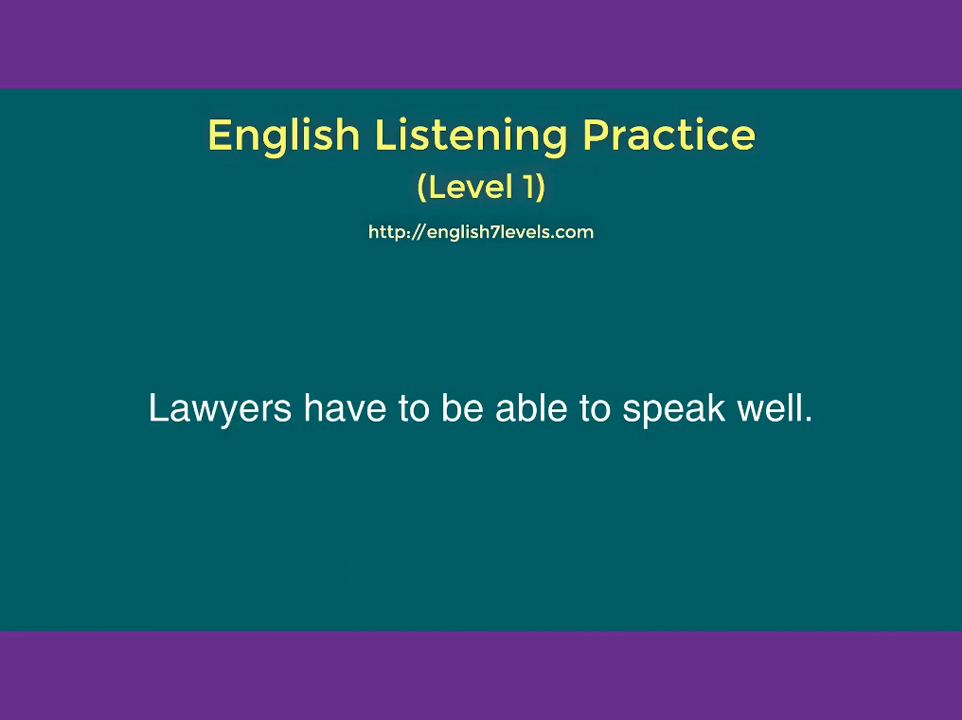 English Listening Practice
(Level 1)
http://english7levels.com
Lawyers have to be able to speak well.